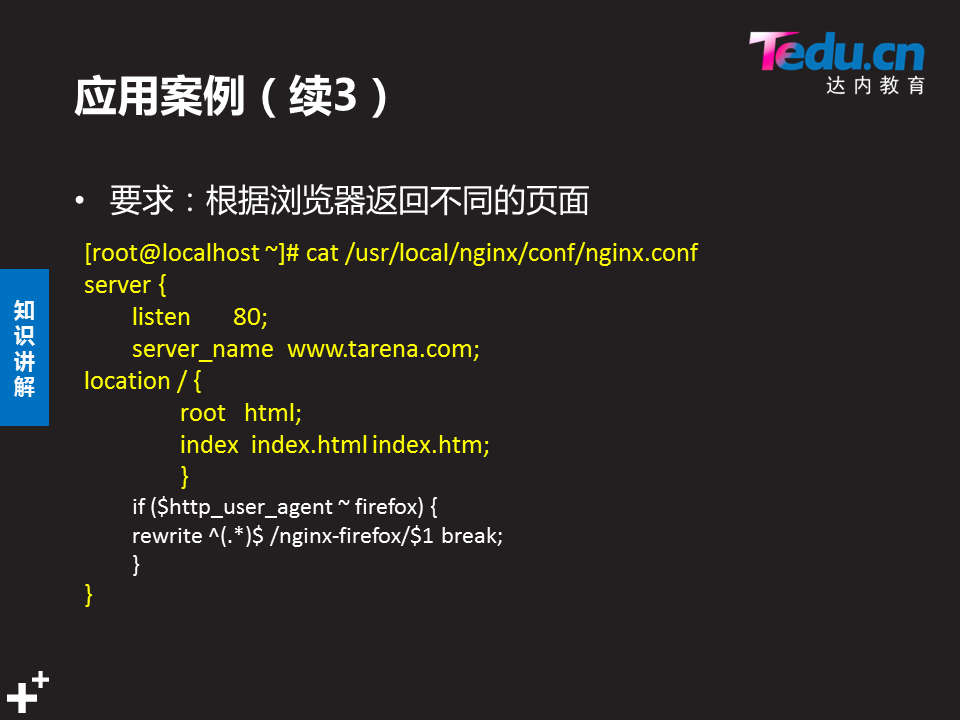 Tedu.cn
达内教育
应用案例（续3）
• 要求：根据浏览器返回不同的页面
[root@localhost ~]# cat /usr/local/nginx/conf/nginx.conf
server {
listen 80;
server_name www.tarena.com;
location / {
root html;
index index.html index.htm;
}
if ($http_user_agent ~ firefox) {
rewrite ^(.*)$ /nginx-firefox/$1 break;
}
}
知识讲解